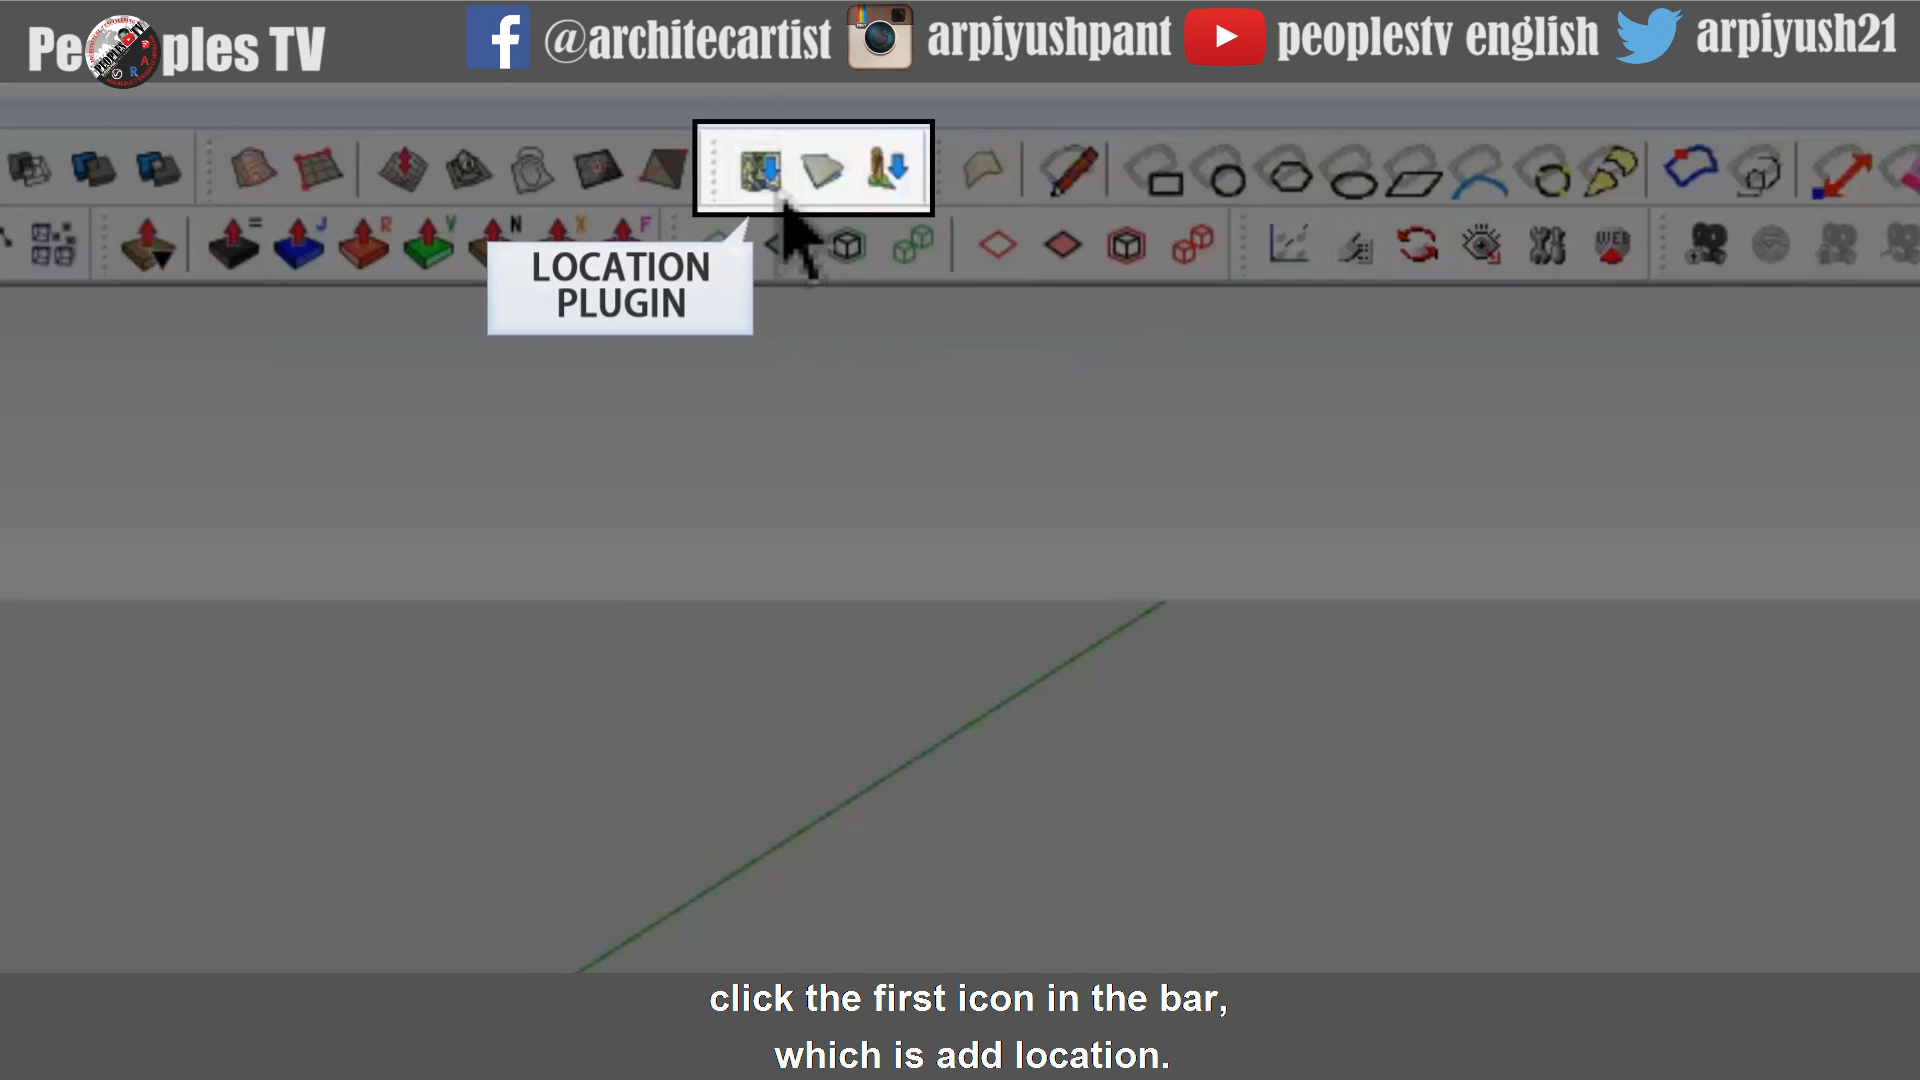 Peoples TV
@architecartist
arpiyushpant
peoplestv english
arpiyush21
= J R V N X F
WEB
LOCATION
PLUGIN
click the first icon in the bar,
which is add location.